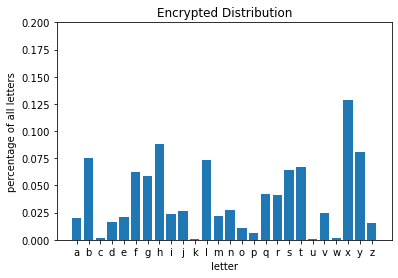 Encrypted Distribution
percentage of all letters
0.200
0.175
0.150
0.125
0.100
0.075
0.050
0.025
0.000
a b c d e f g h i j k l m n o p q r s t u v w x y z
letter